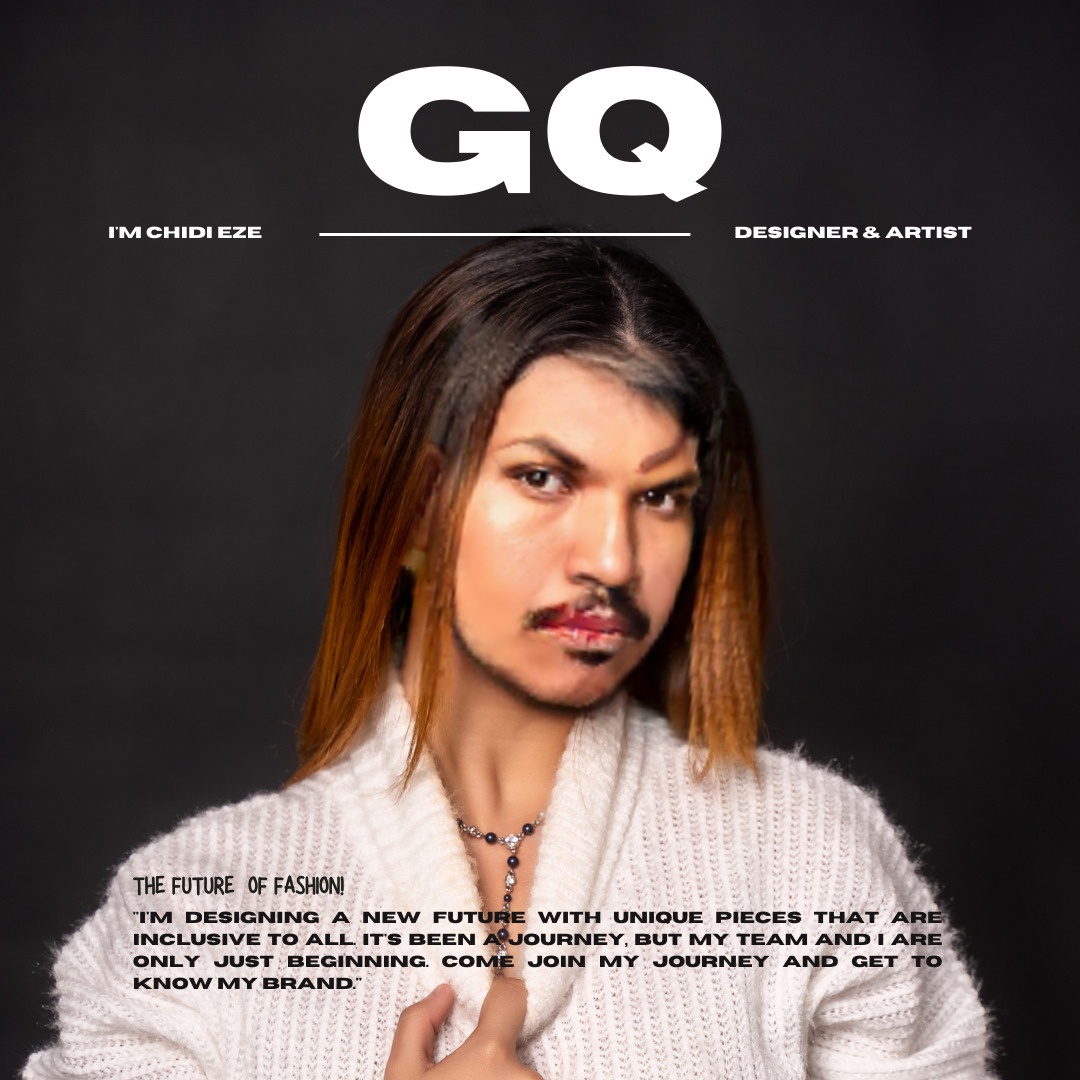 GQ
I'M CHIDI EZE
DESIGNER & ARTIST
THE FUTURE OF FASHION!
"I'M DESIGNING A NEW FUTURE WITH UNIQUE PIECES THAT ARE
INCLUSIVE TO ALL. IT'S BEEN A JOURNEY, BUT MY TEAM AND I ARE
ONLY JUST BEGINNING. COME JOIN MY JOURNEY AND GET TO
KNOW MY BRAND."